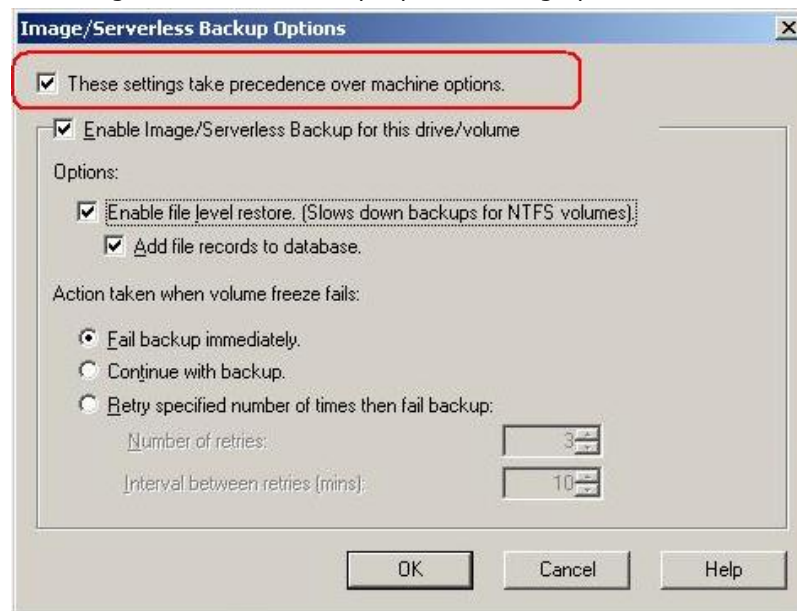 Image/Serverless Backup Options
These settings take precedence over machine options.
Enable Image/Serverless Backup for this drive/volume
Options:
Enable file level restore. (Slows down backups for NTFS volumes).
Add file records to database.
Action taken when volume freeze fails:
Fail backup immediately.
Continue with backup.
Retry specified number of times then fail backup:
Number of retries: 3
Interval between retries (mins): 10
OK Cancel Help